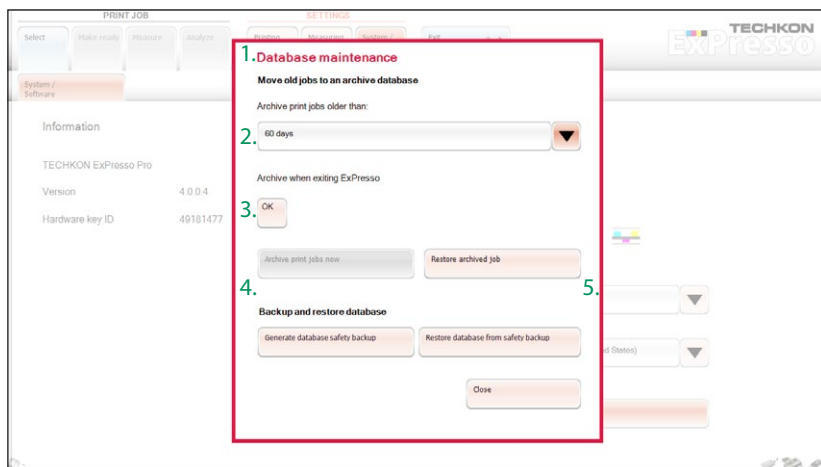 PRINT JOB
SETTINGS
Select
Make ready
Measure
Analyze
Printing
Measuring
System /
Exit
TECHKON
ExPresso
System /
Software
1. Database maintenance
Move old jobs to an archive database
Archive print jobs older than:
2. 60 days
Archive when exiting ExPresso
3. OK
Archive print jobs now
Restore archived job
4.
5.
Backup and restore database
Generate database safety backup
Restore database from safety backup
Close
Information
TECHKON ExPresso Pro
Version 4.0.0.4
Hardware key ID 49181477
ed States)